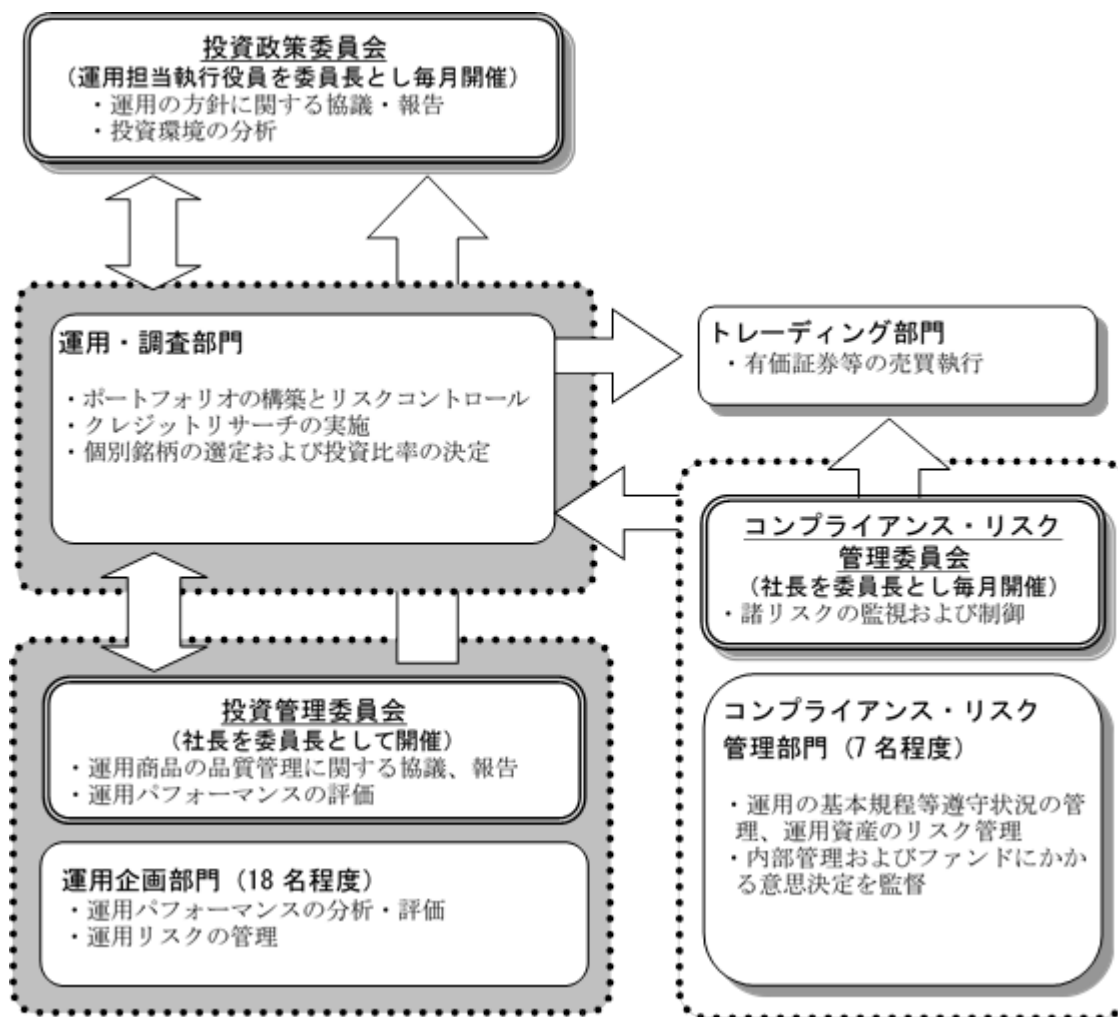 投資政策委員会
(運用担当執行役員を委員長とし毎月開催)
・運用の方針に関する協議・報告
・投資環境の分析
運用・調査部門
・ポートフォリオの構築とリスクコントロール
・クレジットリサーチの実施
・個別銘柄の選定および投資比率の決定
トレーディング部門
・有価証券等の売買執行
コンプライアンス・リスク
管理委員会
(社長を委員長とし毎月開催)
・諸リスクの監視および制御
投資管理委員会
(社長を委員長として開催)
・運用商品の品質管理に関する協議、報告
・運用パフォーマンスの評価
運用企画部門(18 名程度)
・運用パフォーマンスの分析・評価
・運用リスクの管理
コンプライアンス・リスク
管理部門(7 名程度)
・運用の基本規程等遵守状況の管
理、運用資産のリスク管理
・内部管理およびファンドにかか
る意思決定を監督